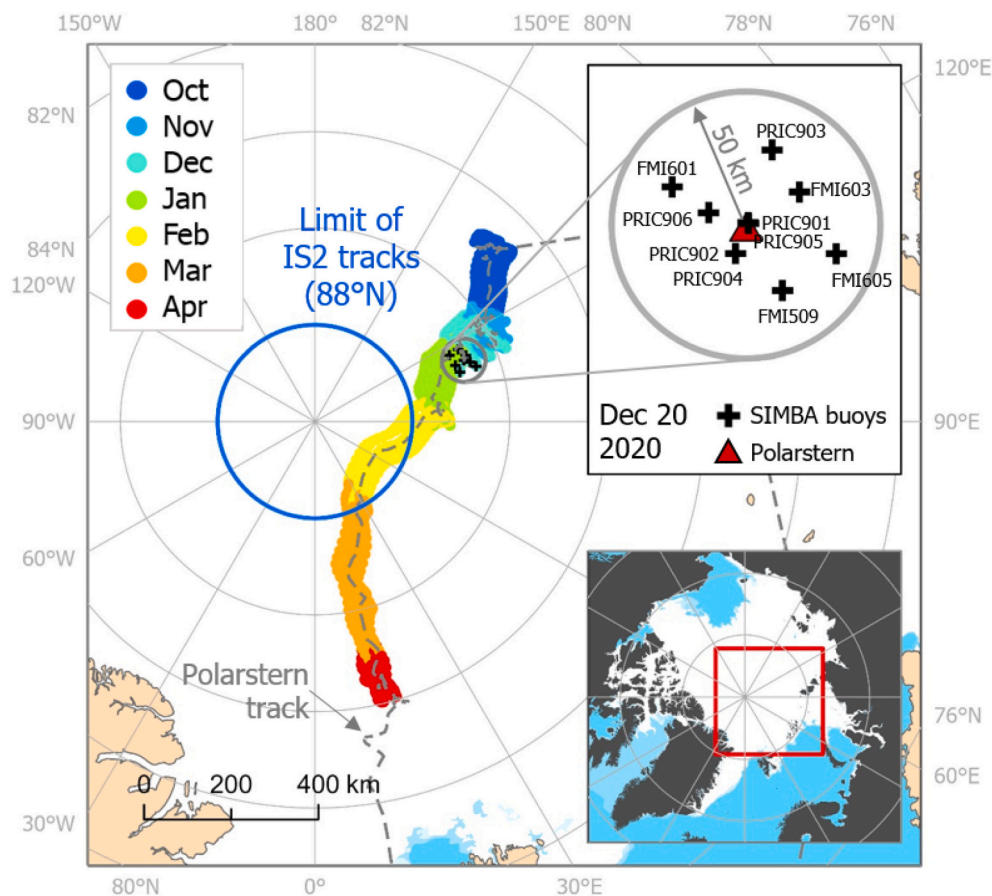 150°W
180°
82°N
150°E
80°N
78°N
76°N
120°E
82°N
84°N
120°W
90°W
60°W
30°W
Oct
Nov
Dec
Jan
Feb
Mar
Apr
Limit of
IS2 tracks
(88°N)
50 km
PRIC903
FMI601
FMI603
PRIC906
PRIC901
PRIC905
PRIC902
PRIC904
FMI605
FMI509
Dec 20
2020
SIMBA buoys
Polarstern
90°E
Polarstern
track
0 200 400 km
76°N
60°E
80°N
0°
30°E